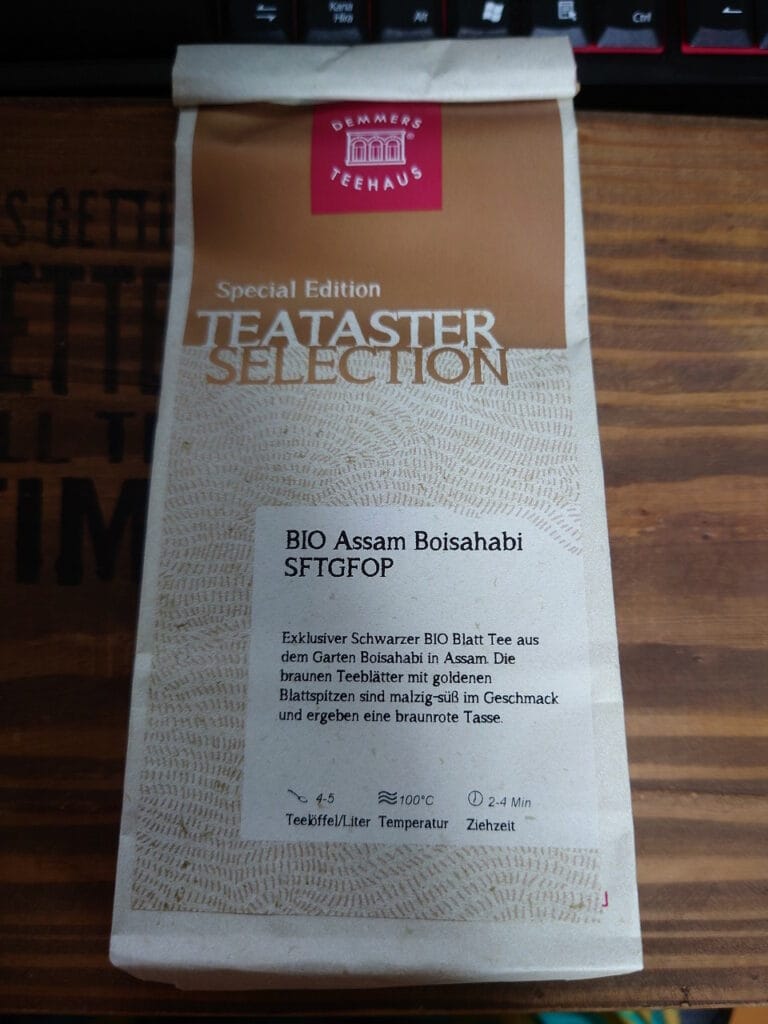 Kana
Hira
Alt
Ctrl
DEMMERS
TEEHAUS
®
Special Edition
TEATASTER
SELECTION
BIO Assam Boisahabi
SFTGFOP
Exklusiver Schwarzer BIO Blatt Tee aus
dem Garten Boisahabi in Assam. Die
braunen Teeblätter mit goldenen
Blattspitzen sind malzig-süß im Geschmack
und ergeben eine braunrote Tasse.
4-5 100°C 2-4 Min
Teelöffel/Liter Temperatur Ziehzeit